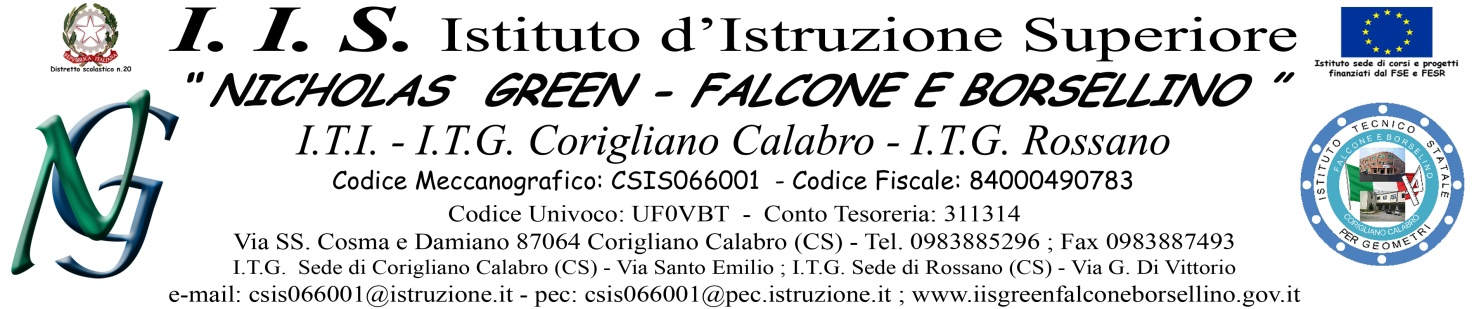 I. I. S. Istituto d'Istruzione Superiore
Distretto scolastico n.20
Istituto sede di corsi e progetti
finanziati dal FSE e FESR
“ NICHOLAS GREEN - FALCONE E BORSELLINO ”
NG
I.T.I. - I.T.G. Corigliano Calabro - I.T.G. Rossano
Codice Meccanografico: CSIS066001 - Codice Fiscale: 84000490783
Codice Univoco: UF0VBT - Conto Tesoreria: 311314
Via SS. Cosma e Damiano 87064 Corigliano Calabro (CS) - Tel. 0983885296 ; Fax 0983887493
I.T.G. Sede di Corigliano Calabro (CS) - Via Santo Emilio ; I.T.G. Sede di Rossano (CS) - Via G. Di Vittorio
e-mail: csis066001@istruzione.it - pec: csis066001@pec.istruzione.it ; www.iisgreenfalconeborsellino.gov.it
ISTITUTO TECNICO STATALE
PER GEOMETRI
FALCONE E BORSELLINO
CORIGLIANO CALABRO